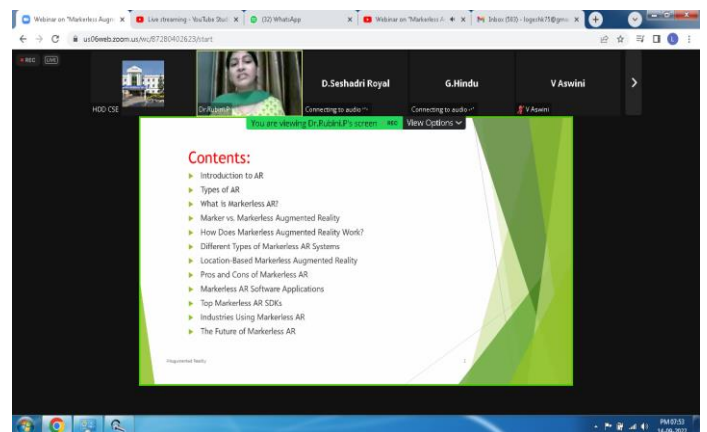 Webinar on "Markerless Augm
Live streaming - YouTube Stud
(32) WhatsApp
Webinar on "Markerless A
Inbox (583) -
us06web.zoom.us/wc/87280402623/start
REC
LIVE
HDD CSE
Dr.Rubini.P
D.Seshadri Royal
Connecting to audio
G.Hindu
Connecting to audio
V Aswini
V Aswini
You are viewing Dr.Rubini.P's screen
REC
View Options
Contents:
Introduction to AR
Types of AR
What is Markerless AR?
Marker vs. Markerless Augmented Reality
How Does Markerless Augmented Reality Work?
Different Types of Markerless AR Systems
Location-Based Markerless Augmented Reality
Pros and Cons of Markerless AR
Markerless AR Software Applications
Top Markerless AR SDKs
Industries Using Markerless AR
The Future of Markerless AR
Augmented Reality
2
PM 07:53
14-09-2022